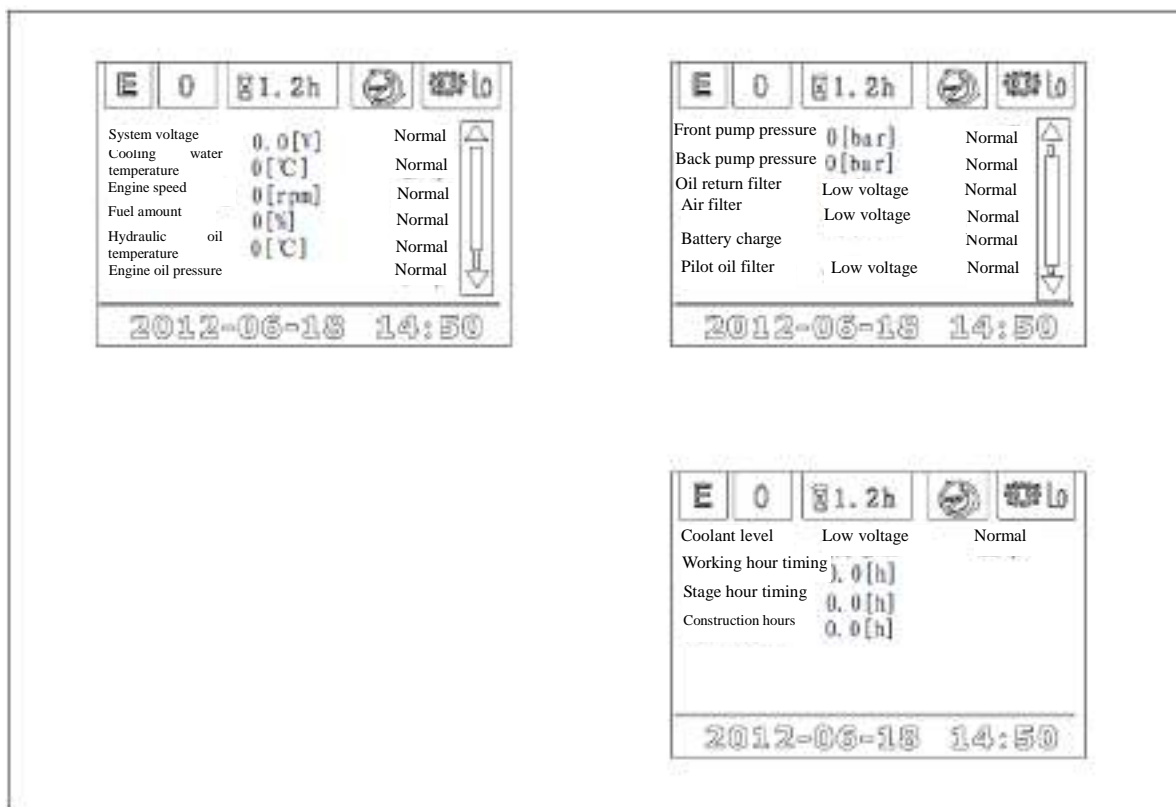 E 0 1.2h Lo
System voltage 0.0[V] Normal
Cooling water
temperature 0[℃] Normal
Engine speed 0[rpm] Normal
Fuel amount 0[%] Normal
Hydraulic oil
temperature 0[℃] Normal
Engine oil pressure Normal
2012-06-18 14:50
E 0 1.2h Lo
Front pump pressure 0[bar] Normal
Back pump pressure 0[bar] Normal
Oil return filter Low voltage Normal
Air filter Low voltage Normal
Battery charge Normal
Pilot oil filter Low voltage Normal
2012-06-18 14:50
E 0 1.2h Lo
Coolant level Low voltage Normal
Working hour timing 0.0[h]
Stage hour timing 0.0[h]
Construction hours 0.0[h]
2012-06-18 14:50